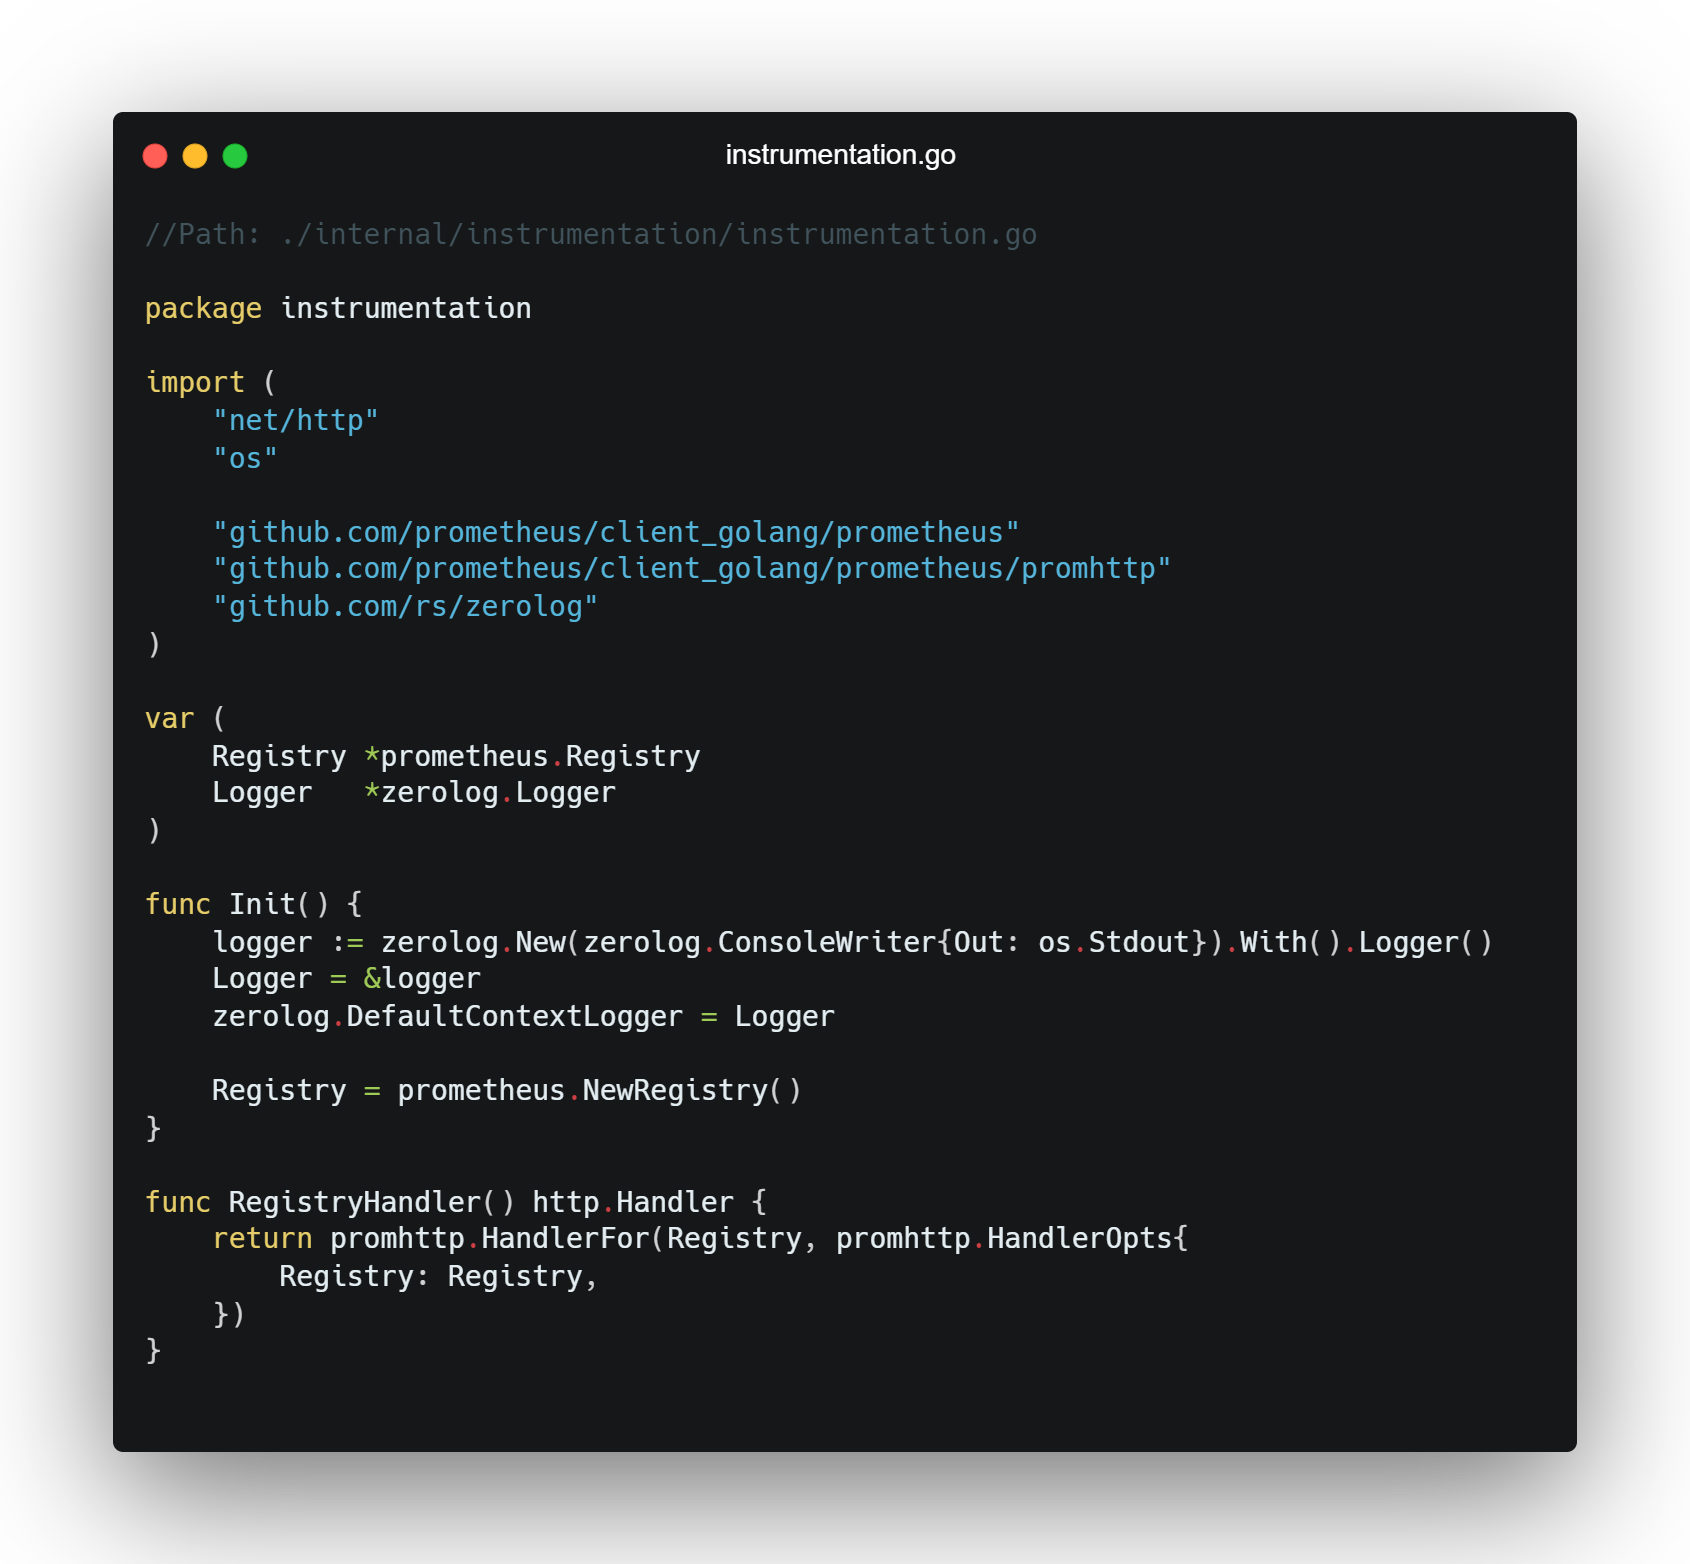 instrumentation.go
//Path: ./internal/instrumentation/instrumentation.go

package instrumentation

import (
    "net/http"
    "os"

    "github.com/prometheus/client_golang/prometheus"
    "github.com/prometheus/client_golang/prometheus/promhttp"
    "github.com/rs/zerolog"
)

var (
    Registry *prometheus.Registry
    Logger   *zerolog.Logger
)

func Init() {
    logger := zerolog.New(zerolog.ConsoleWriter{Out: os.Stdout}).With().Logger()
    Logger = &logger
    zerolog.DefaultContextLogger = Logger

    Registry = prometheus.NewRegistry()
}

func RegistryHandler() http.Handler {
    return promhttp.HandlerFor(Registry, promhttp.HandlerOpts{
        Registry: Registry,
    })
}